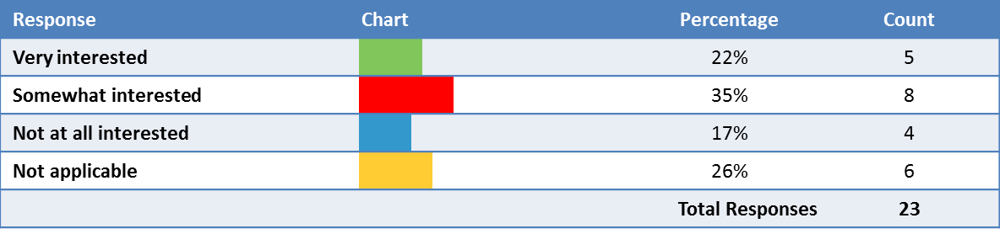 Response Chart Percentage Count
Very interested 22% 5
Somewhat interested 35% 8
Not at all interested 17% 4
Not applicable 26% 6
Total Responses 23